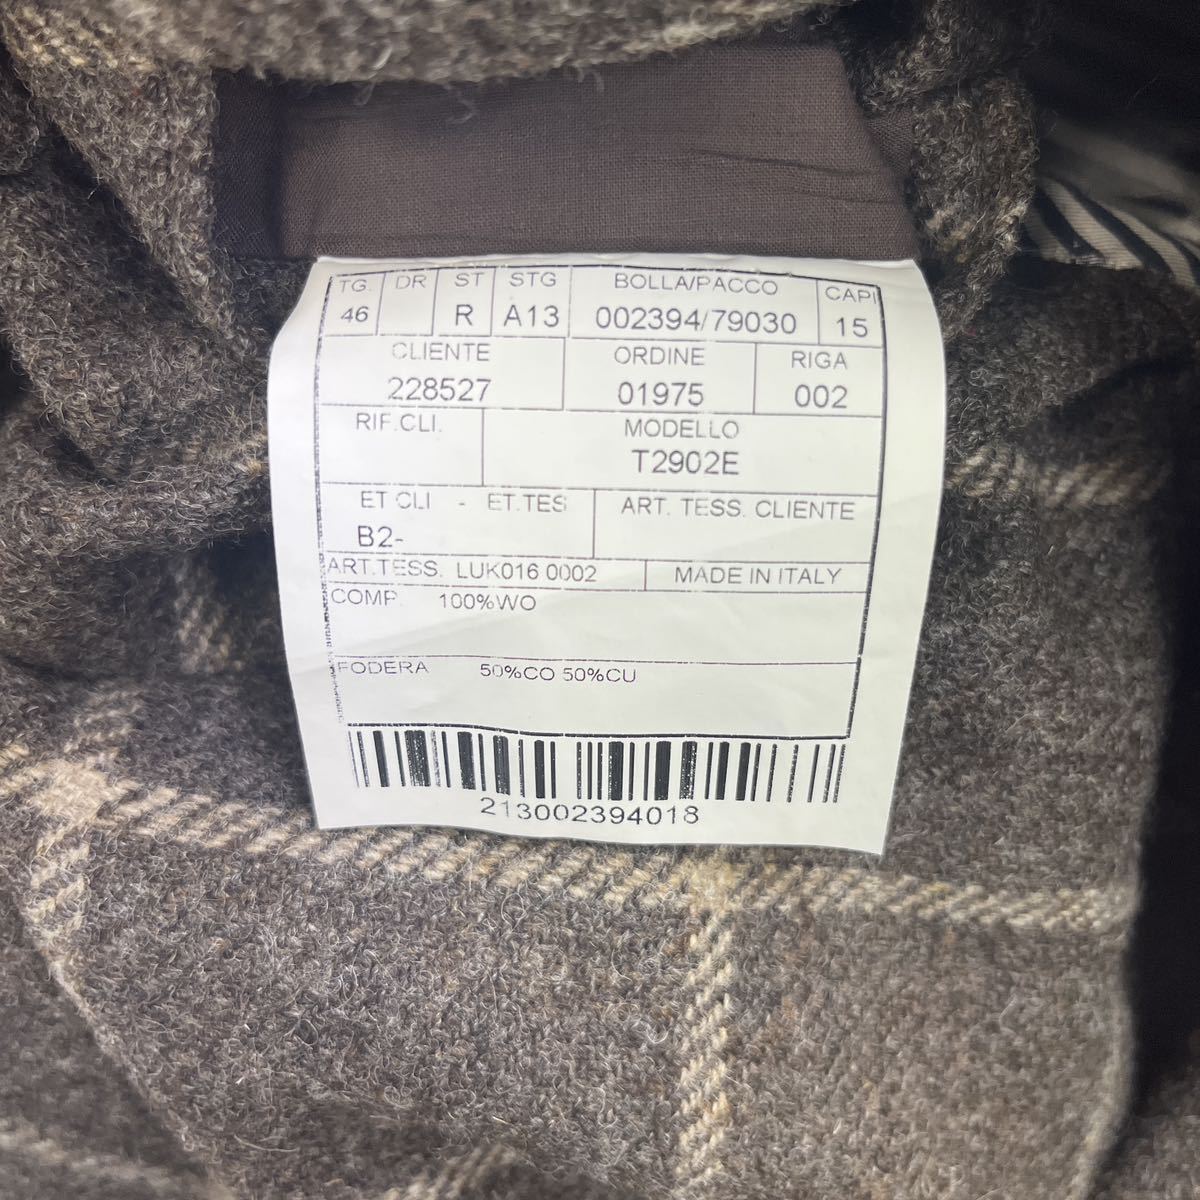 TG. DR ST STG BOLLA/PACCO CAPI
46 R A13 002394/79030 15
CLIENTE ORDINE RIGA
228527 01975 002
RIF.CLI. MODELLO
T2902E
ET CLI - ET.TES ART. TESS. CLIENTE
B2-
ART.TESS. LUK016 0002 MADE IN ITALY
COMP. 100%WO
FODERA 50%CO 50%CU
213002394018